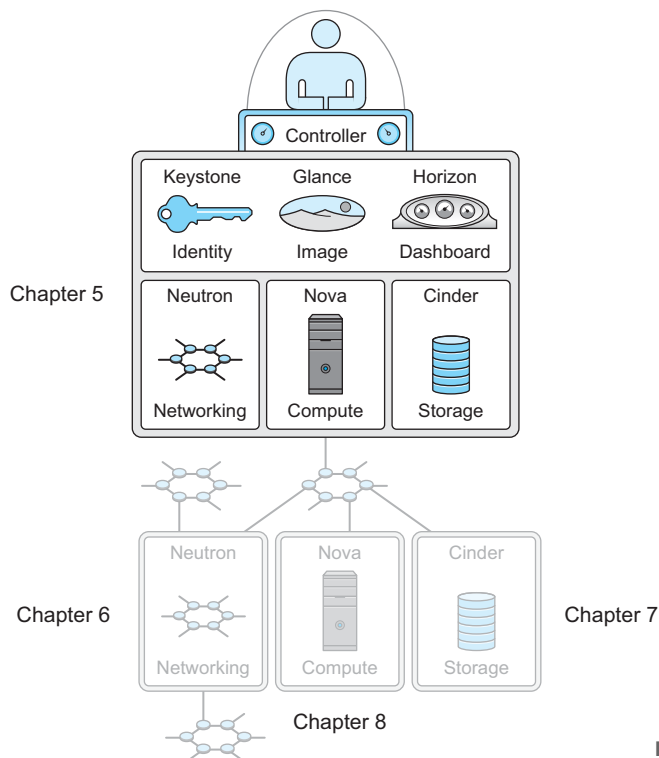 Controller
Keystone Glance Horizon
Identity Image Dashboard
Chapter 5
Neutron Nova Cinder
Networking Compute Storage
Neutron Nova Cinder
Chapter 6
Chapter 7
Networking Compute Storage
Chapter 8